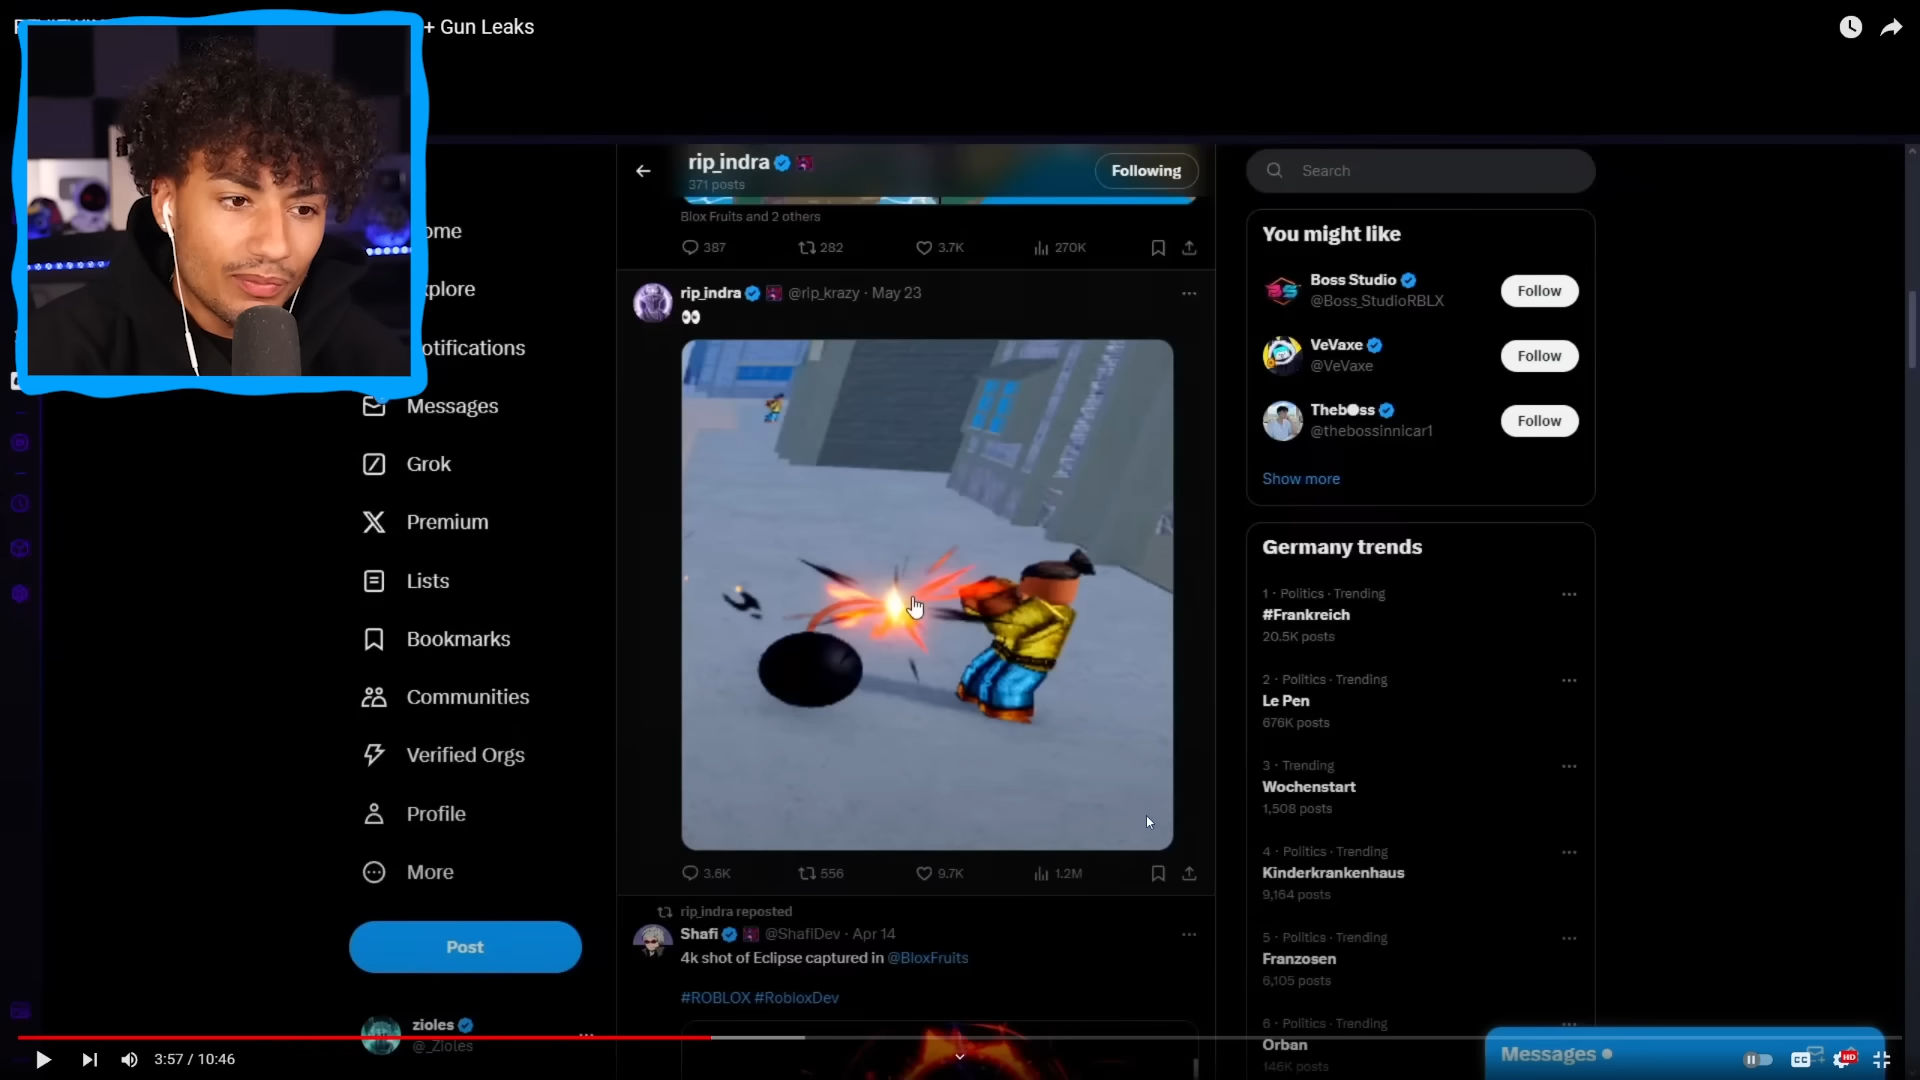 + Gun Leaks
rip_indra
371 posts
Following
Search
Blox Fruits and 2 others
387
282
3.7K
270K
ome
xplore
otifications
Messages
Grok
Premium
Lists
Bookmarks
Communities
Verified Orgs
Profile
More
Post
zioles
@_Zioles
rip_indra @rip_krazy · May 23
👀
3.6K
556
9.7K
1.2M
rip_indra reposted
Shafi @ShafiDev · Apr 14
4k shot of Eclipse captured in @BloxFruits
#ROBLOX #RobloxDev
You might like
Boss Studio
@Boss_StudioRBLX
Follow
VeVaxe
@VeVaxe
Follow
Theb●ss
@thebossinnicar1
Follow
Show more
Germany trends
1 · Politics · Trending
#Frankreich
20.5K posts
2 · Politics · Trending
Le Pen
676K posts
3 · Trending
Wochenstart
1,508 posts
4 · Politics · Trending
Kinderkrankenhaus
9,164 posts
5 · Politics · Trending
Franzosen
6,105 posts
6 · Politics · Trending
Orban
146K posts
Messages
3:57 / 10:46
CC
HD